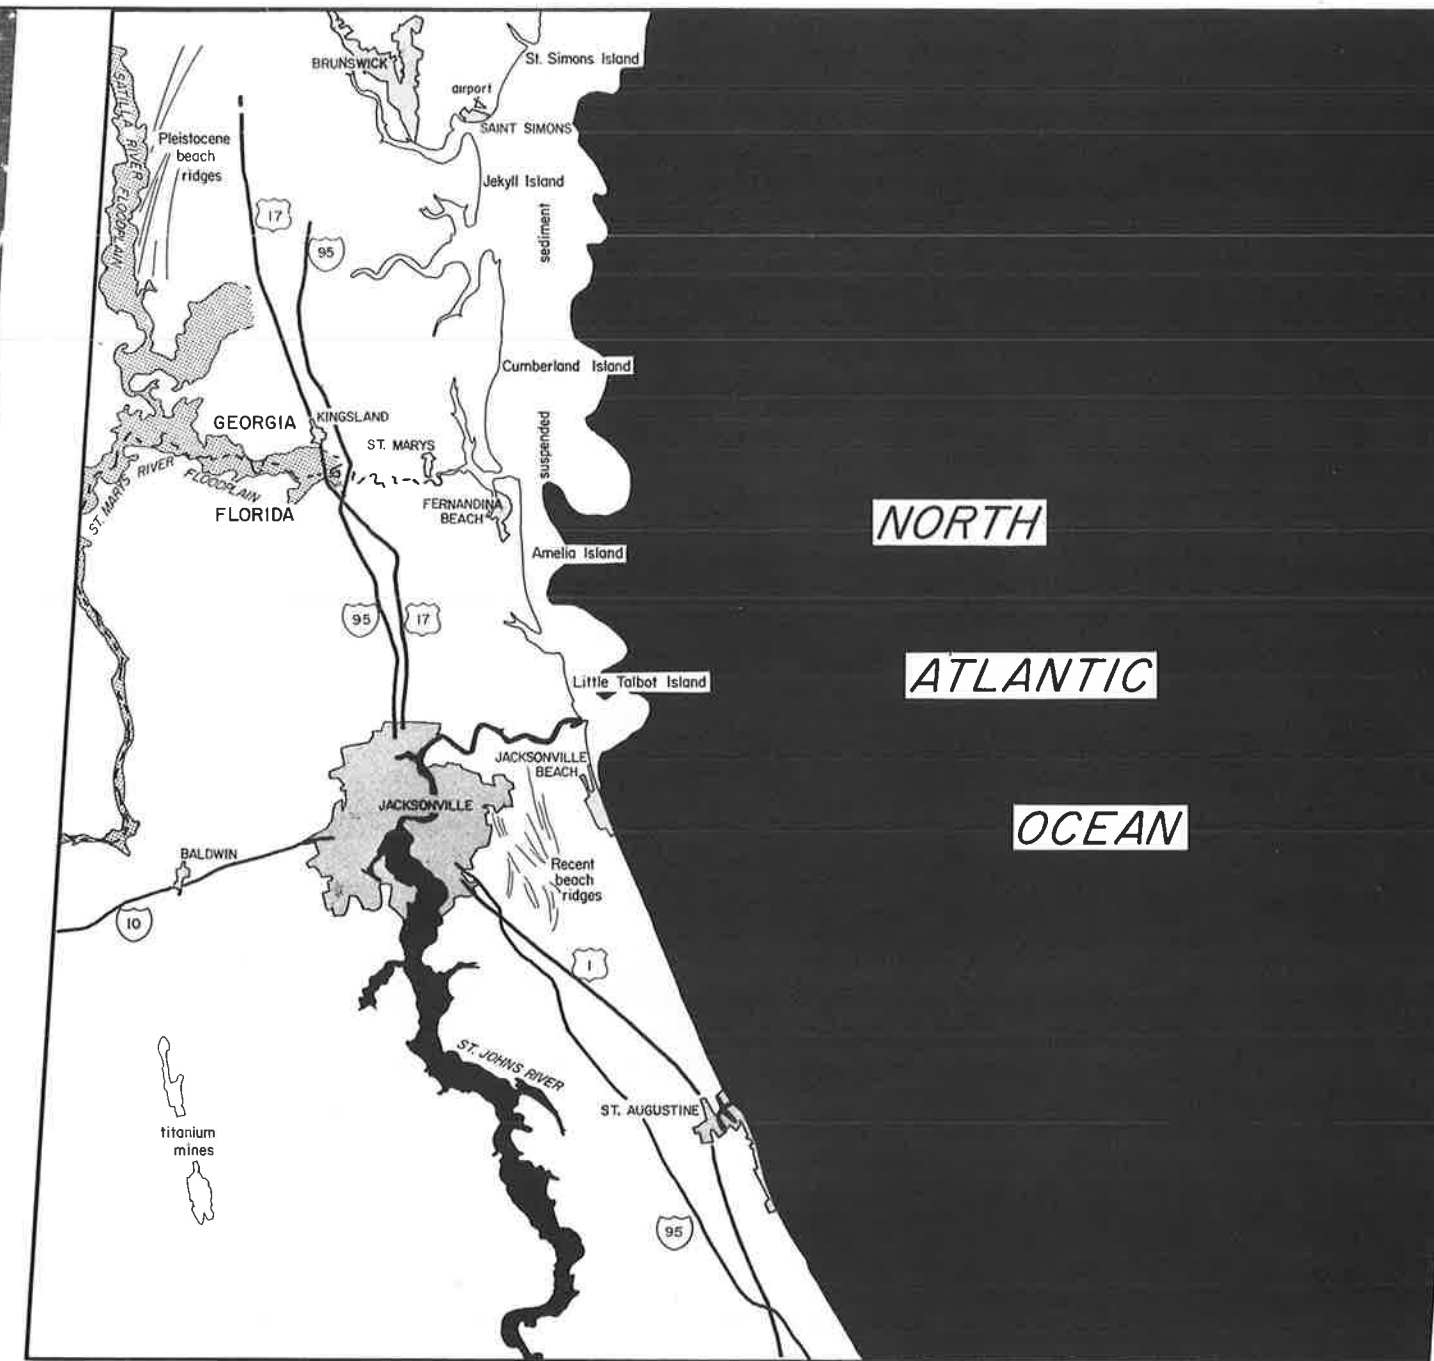 BRUNSWICK
St. Simons Island
airport
SAINT SIMONS
SATILLA RIVER FLOODPLAIN
Pleistocene
beach
ridges
Jekyll Island
17
95
sediment
Cumberland Island
GEORGIA
KINGSLAND
ST. MARYS
suspended
ST. MARYS RIVER FLOODPLAIN
FLORIDA
FERNANDINA
BEACH
NORTH
Amelia Island
95
17
ATLANTIC
Little Talbot Island
JACKSONVILLE
BEACH
JACKSONVILLE
OCEAN
BALDWIN
Recent
beach
ridges
10
1
ST. JOHNS RIVER
ST. AUGUSTINE
titanium
mines
95